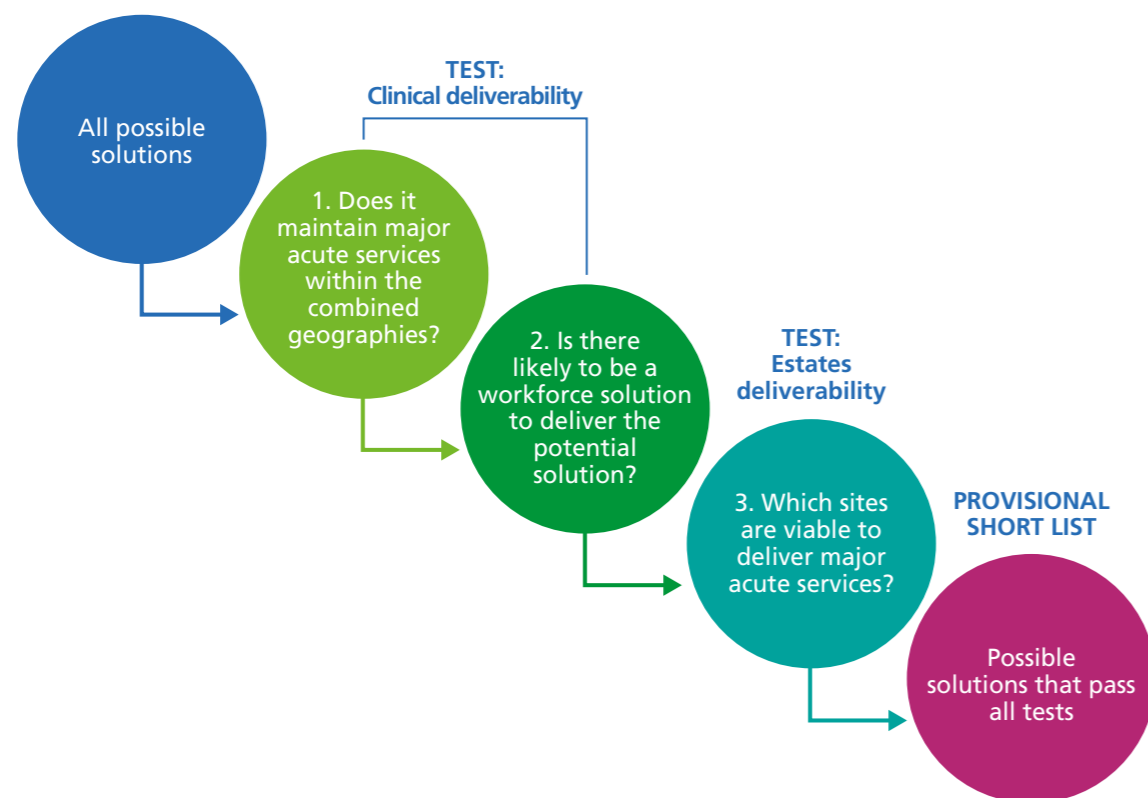 All possible
solutions
TEST:
Clinical deliverability
1. Does it
maintain major
acute services
within the
combined
geographies?
2. Is there
likely to be a
workforce solution
to deliver the
potential
solution?
TEST:
Estates
deliverability
3. Which sites
are viable to
deliver major
acute services?
PROVISIONAL
SHORT LIST
Possible
solutions that pass
all tests